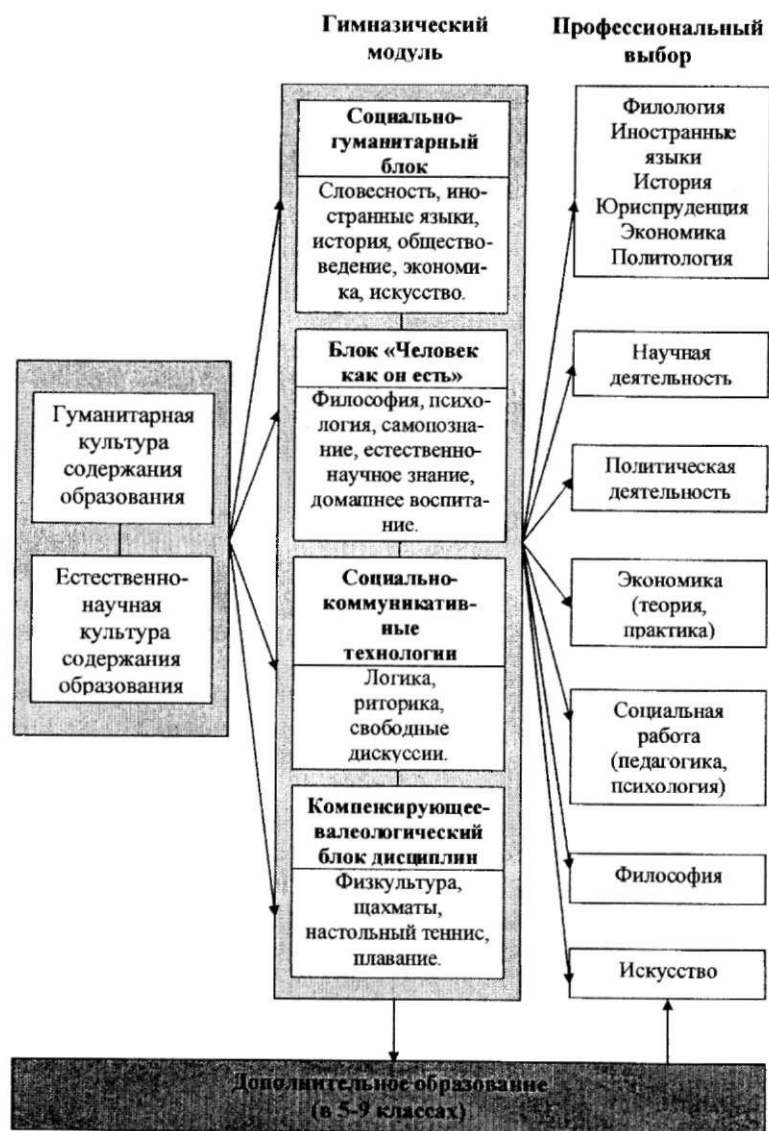 Гимназический
модуль
Профессиональный
выбор
Гуманитарная
культура
содержания
образования
Естественно-
научная
культура
содержания
образования
Социально-
гуманитарный
блок
Словесность, ино-
странные языки,
история, общество-
ведение, экономи-
ка, искусство.
Блок «Человек
как он есть»
Философия, психо-
логия, самопозна-
ние, естественно-
научное знание,
домашнее воспита-
ние.
Социально-
коммуникатив-
ные
технологии
Логика,
риторика,
свободные
дискуссии.
Компенсирующее-
валеологический
блок дисциплин
Физкультура,
щахматы,
настольный теннис,
плавание.
Филология
Иностранные
языки
История
Юриспруденция
Экономика
Политология
Научная
деятельность
Политическая
деятельность
Экономика
(теория,
практика)
Социальная
работа
(педагогика,
психология)
Философия
Искусство
Дополнительное образование
(в 5-9 классах)